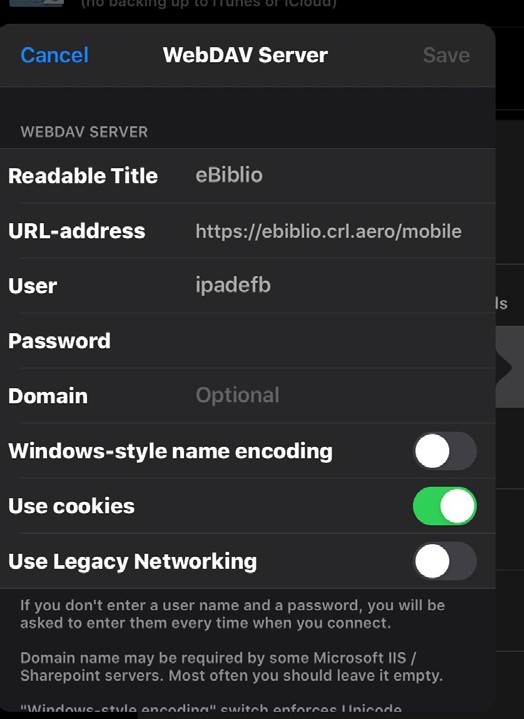 (no backing up to iTunes or iCloud)
Cancel WebDAV Server Save
WEBDAV SERVER
Readable Title eBiblio
URL-address https://ebiblio.crl.aero/mobile
User ipadefb
Password
Domain Optional
Windows-style name encoding
Use cookies
Use Legacy Networking
If you don't enter a user name and a password, you will be
asked to enter them every time when you connect.
Domain name may be required by some Microsoft IIS /
Sharepoint servers. Most often you should leave it empty.
"Windows-style encoding" switch enforces Unicode